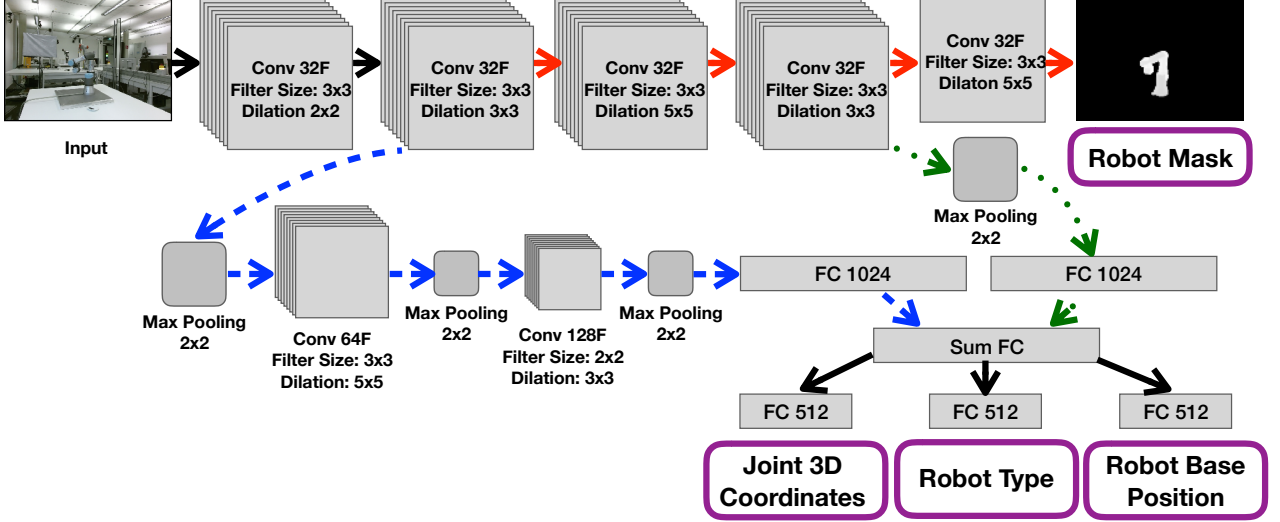 Input
Conv 32F
Filter Size: 3x3
Dilation 2x2
Conv 32F
Filter Size: 3x3
Dilation 3x3
Conv 32F
Filter Size: 3x3
Dilation 5x5
Conv 32F
Filter Size: 3x3
Dilation 3x3
Conv 32F
Filter Size: 3x3
Dilaton 5x5
Robot Mask
Max Pooling
2x2
Max Pooling
2x2
Conv 64F
Filter Size: 3x3
Dilation: 5x5
Max Pooling
2x2
Conv 128F
Filter Size: 2x2
Dilation: 3x3
Max Pooling
2x2
FC 1024
FC 1024
Sum FC
FC 512
FC 512
FC 512
Joint 3D
Coordinates
Robot Type
Robot Base
Position